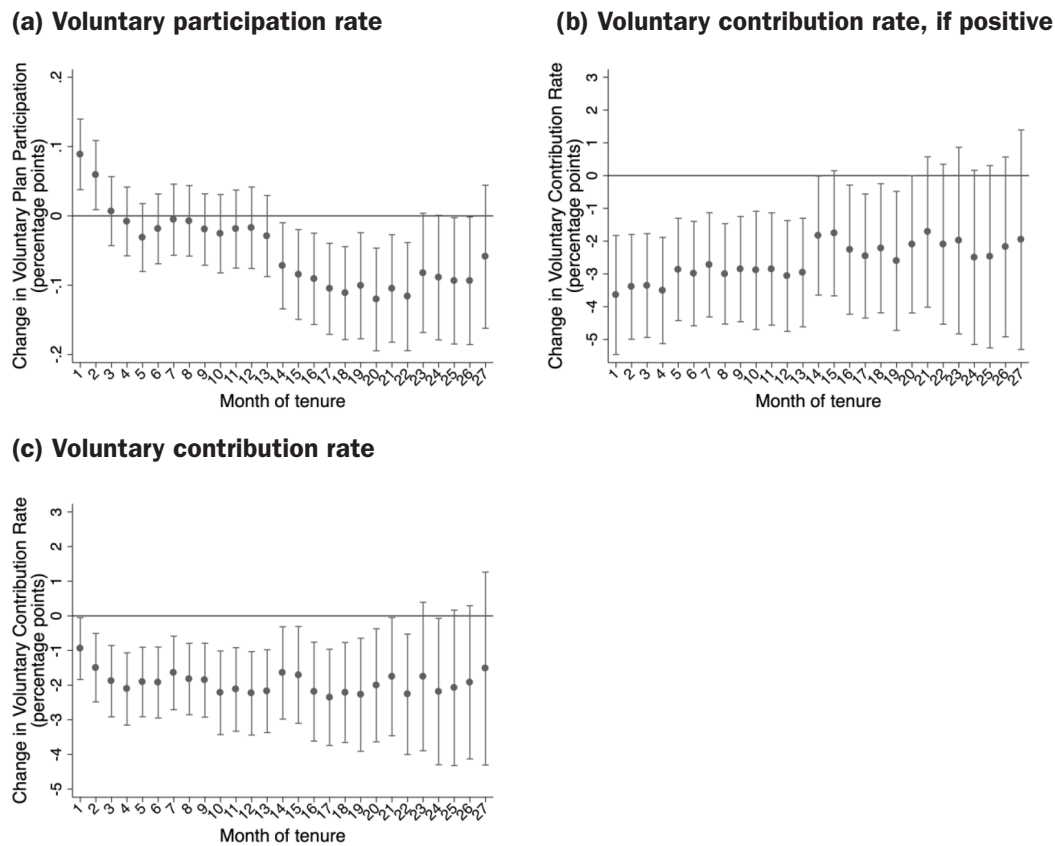 (a) Voluntary participation rate
Change in Voluntary Plan Participation
(percentage points)
.2
.1
0
-.1
-.2
1 2 3 4 5 6 7 8 9 10 11 12 13 14 15 16 17 18 19 20 21 22 23 24 25 26 27
Month of tenure
(b) Voluntary contribution rate, if positive
Change in Voluntary Contribution Rate
(percentage points)
3
2
1
0
-1
-2
-3
-4
-5
1 2 3 4 5 6 7 8 9 10 11 12 13 14 15 16 17 18 19 20 21 22 23 24 25 26 27
Month of tenure
(c) Voluntary contribution rate
Change in Voluntary Contribution Rate
(percentage points)
3
2
1
0
-1
-2
-3
-4
-5
1 2 3 4 5 6 7 8 9 10 11 12 13 14 15 16 17 18 19 20 21 22 23 24 25 26 27
Month of tenure